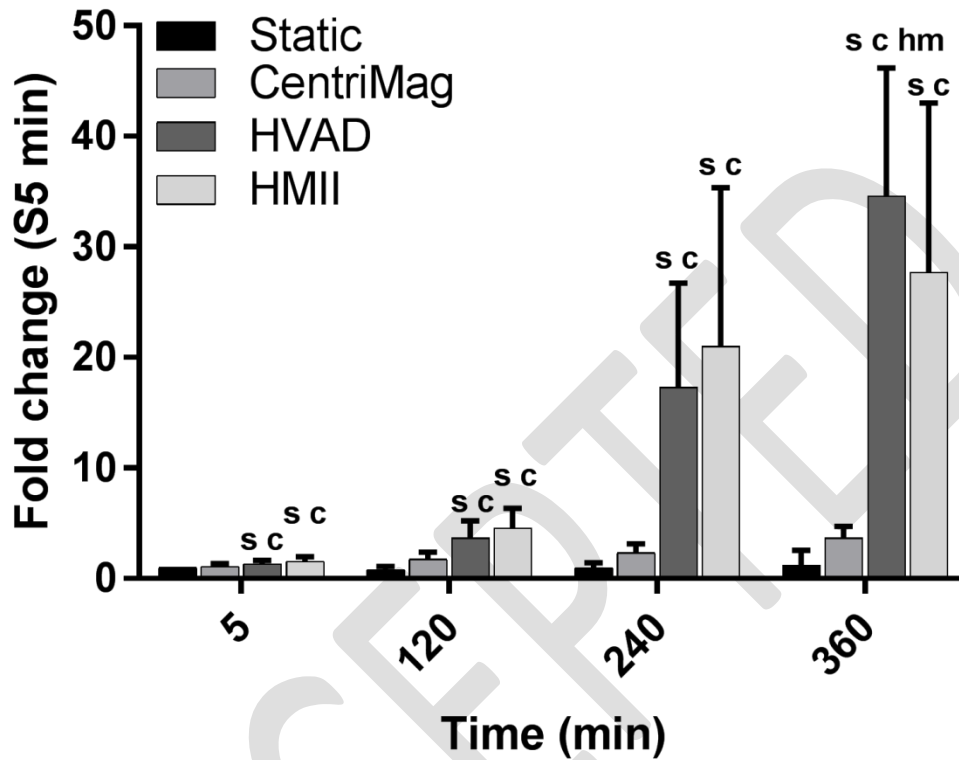 Fold change (S5 min)
50
40
30
20
10
0
Static
CentriMag
HVAD
HMII
s c
s c
s c
s c
s c
s c
s c hm
s c
5
120
240
360
Time (min)
CEPTED